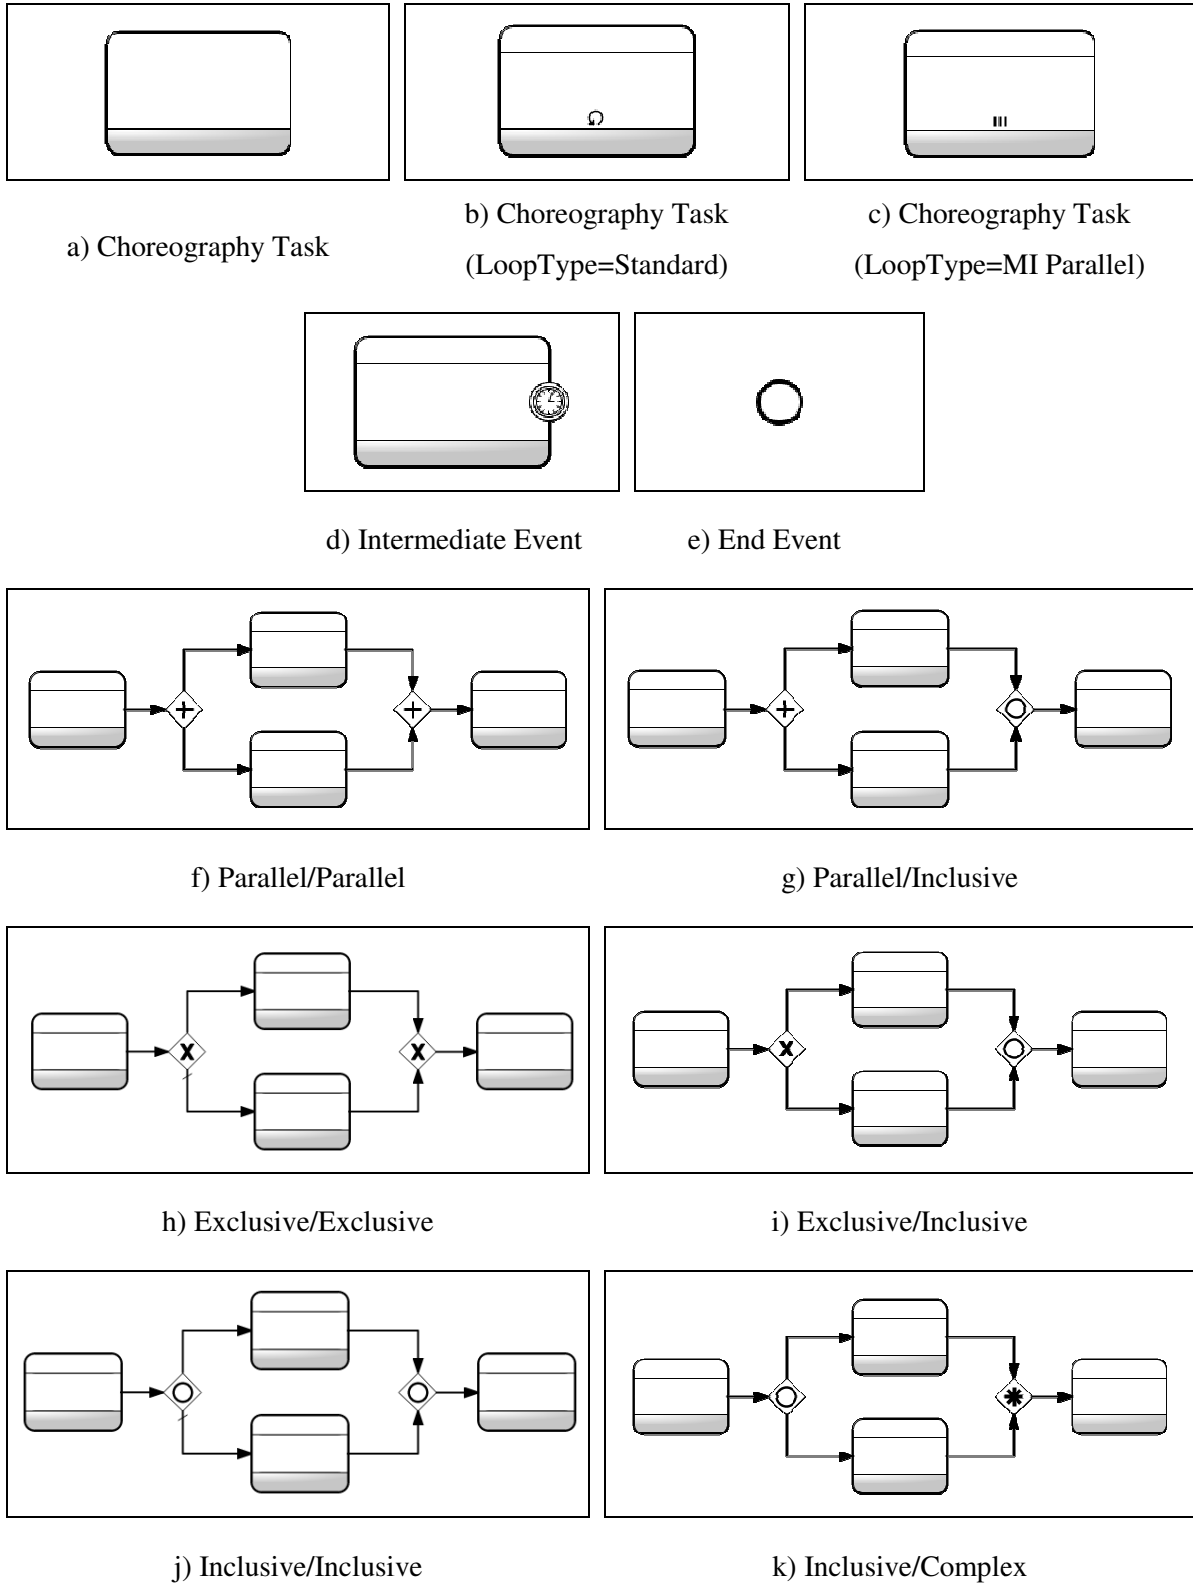 a) Choreography Task
b) Choreography Task
(LoopType=Standard)
c) Choreography Task
(LoopType=MI Parallel)
d) Intermediate Event
e) End Event
f) Parallel/Parallel
g) Parallel/Inclusive
h) Exclusive/Exclusive
i) Exclusive/Inclusive
j) Inclusive/Inclusive
k) Inclusive/Complex